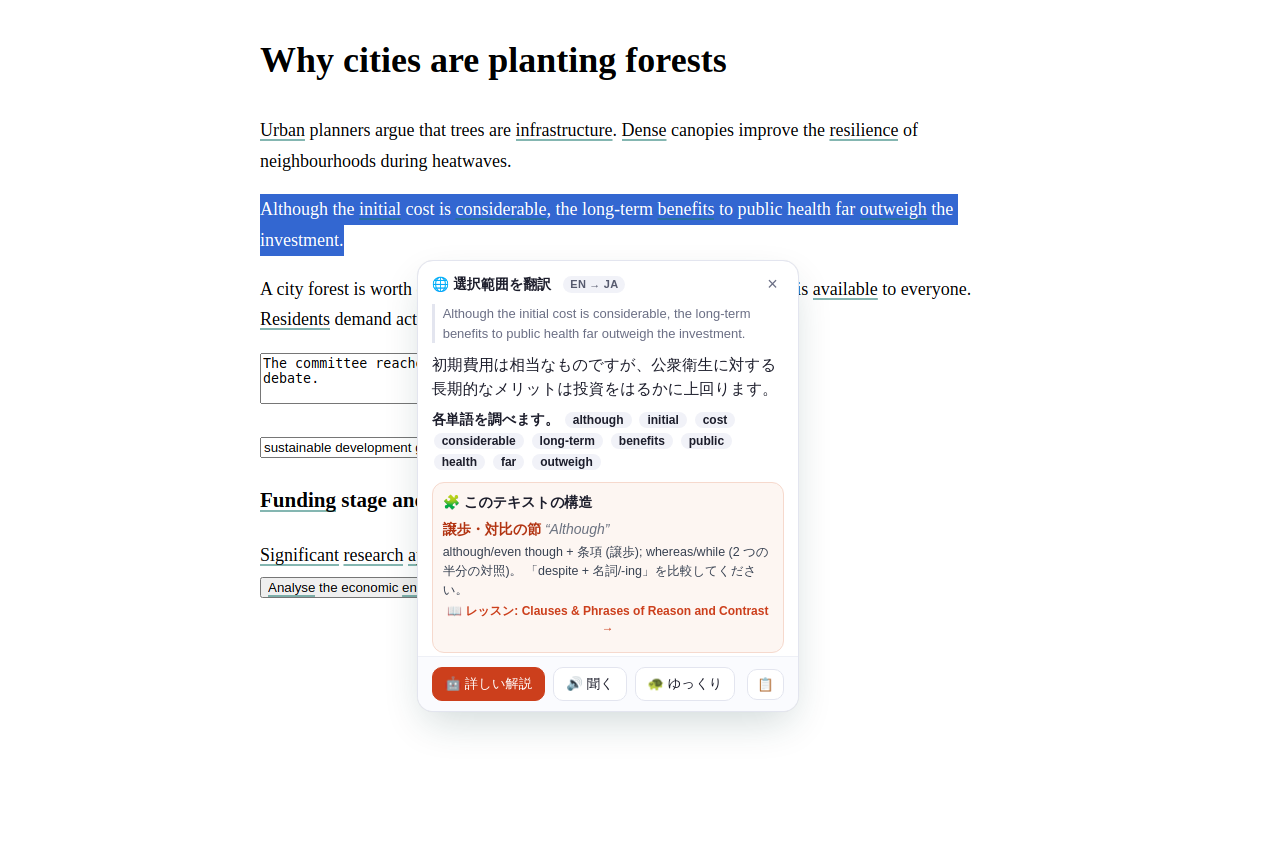 Why cities are planting forests
Urban planners argue that trees are infrastructure. Dense canopies improve the resilience of
neighbourhoods during heatwaves.
Although the initial cost is considerable, the long-term benefits to public health far outweigh the
investment.
A city forest is worth
is available to everyone.
Residents demand act
The committee reache
debate.
sustainable development g
Funding stage and
Significant research a
Analyse the economic en
🌐 選択範囲を翻訳 EN → JA ×
Although the initial cost is considerable, the long-term
benefits to public health far outweigh the investment.
初期費用は相当なものですが、公衆衛生に対する
長期的なメリットは投資をはるかに上回ります。
各単語を調べます。 although initial cost
considerable long-term benefits public
health far outweigh
🧩 このテキストの構造
譲歩・対比の節 “Although”
although/even though + 条項 (譲歩); whereas/while (2 つの
半分の対照)。 「despite + 名詞/-ing」を比較してくださ
い。
📖 レッスン: Clauses & Phrases of Reason and Contrast
→
🤖 詳しい解説 🔊 聞く 🐢 ゆっくり 📋